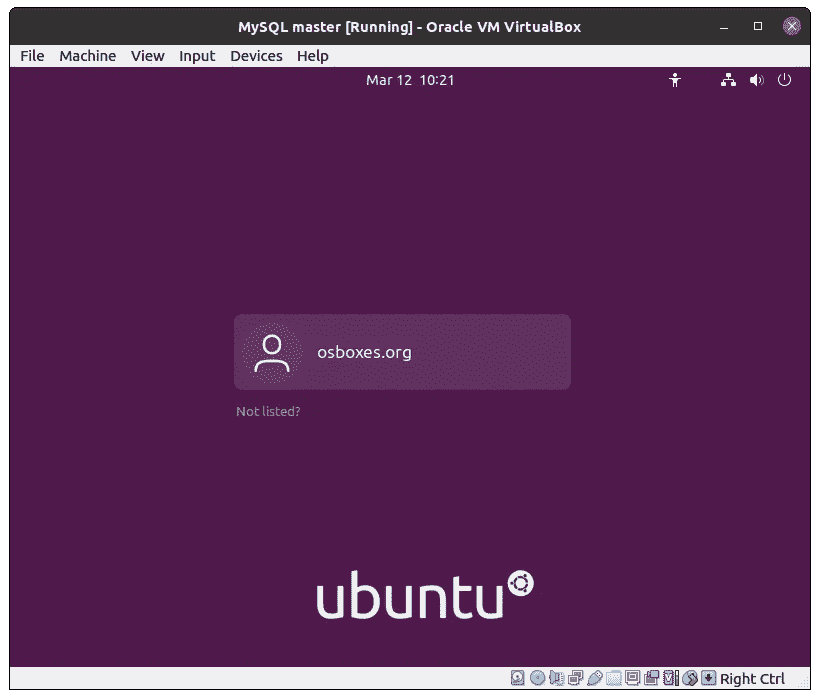 MySQL master [Running] - Oracle VM VirtualBox
File Machine View Input Devices Help
Mar 12 10:21
osboxes.org
Not listed?
ubuntu
Right Ctrl